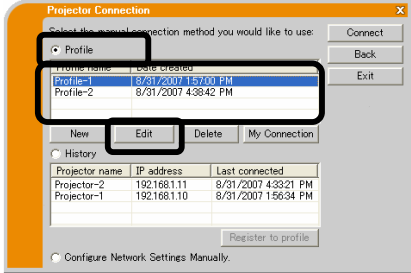 Projector Connection X
Select the manual connection method you would like to use: Connect
Profile Back
Profile name Date created Exit
Profile-1 8/31/2007 1:57:00 PM
Profile-2 8/31/2007 4:38:42 PM
New Edit Delete My Connection
History
Projector name IP address Last connected
Projector-2 192.168.1.11 8/31/2007 4:33:21 PM
Projector-1 192.168.1.10 8/31/2007 1:56:34 PM
Register to profile
Configure Network Settings Manually.